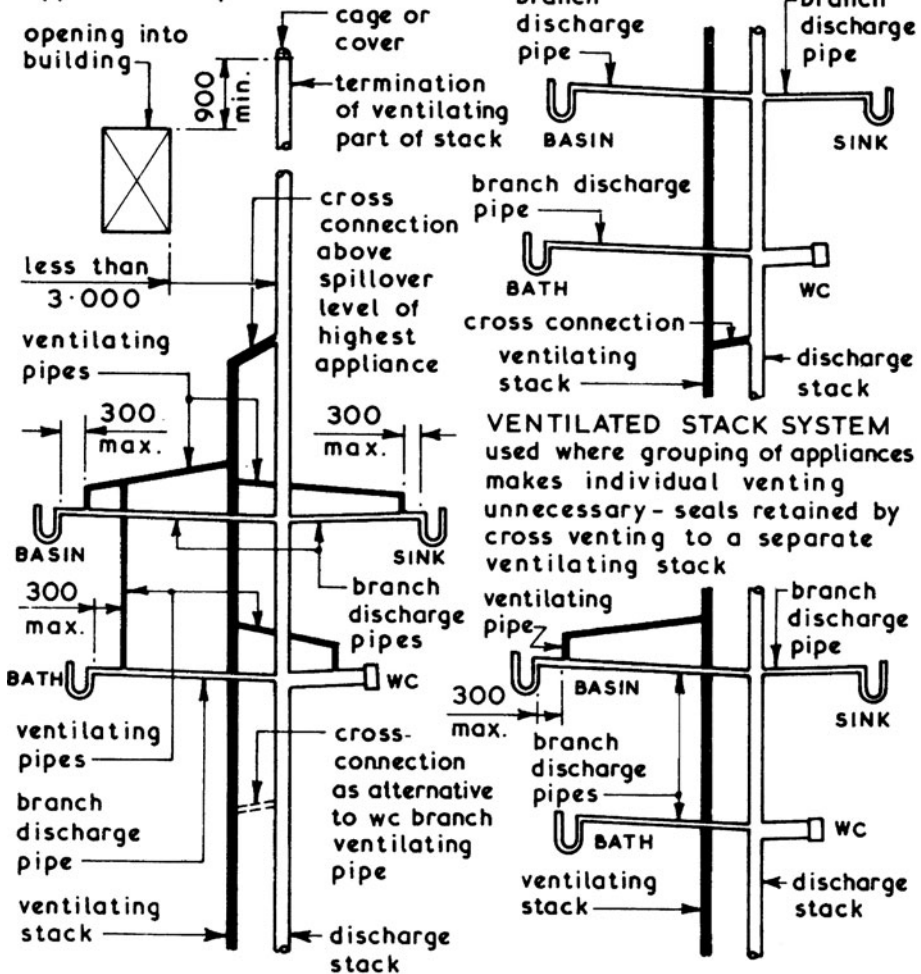 opening into
building
cage or
cover
900
min.
termination
of ventilating
part of stack
cross
connection
above
spillover
level of
highest
appliance
less than
3·000
ventilating
pipes
300
max.
300
max.
BASIN
SINK
300
max.
branch
discharge
pipes
BATH
WC
ventilating
pipes
cross-
connection
as alternative
to wc branch
ventilating
pipe
branch
discharge
pipe
ventilating
stack
discharge
stack
branch
discharge
pipe
branch
discharge
pipe
BASIN
SINK
branch discharge
pipe
BATH
WC
cross connection
ventilating
stack
discharge
stack
VENTILATED STACK SYSTEM
used where grouping of appliances
makes individual venting
unnecessary - seals retained by
cross venting to a separate
ventilating stack
ventilating
pipe
branch
discharge
pipe
BASIN
SINK
300
max.
branch
discharge
pipes
BATH
WC
ventilating
stack
discharge
stack